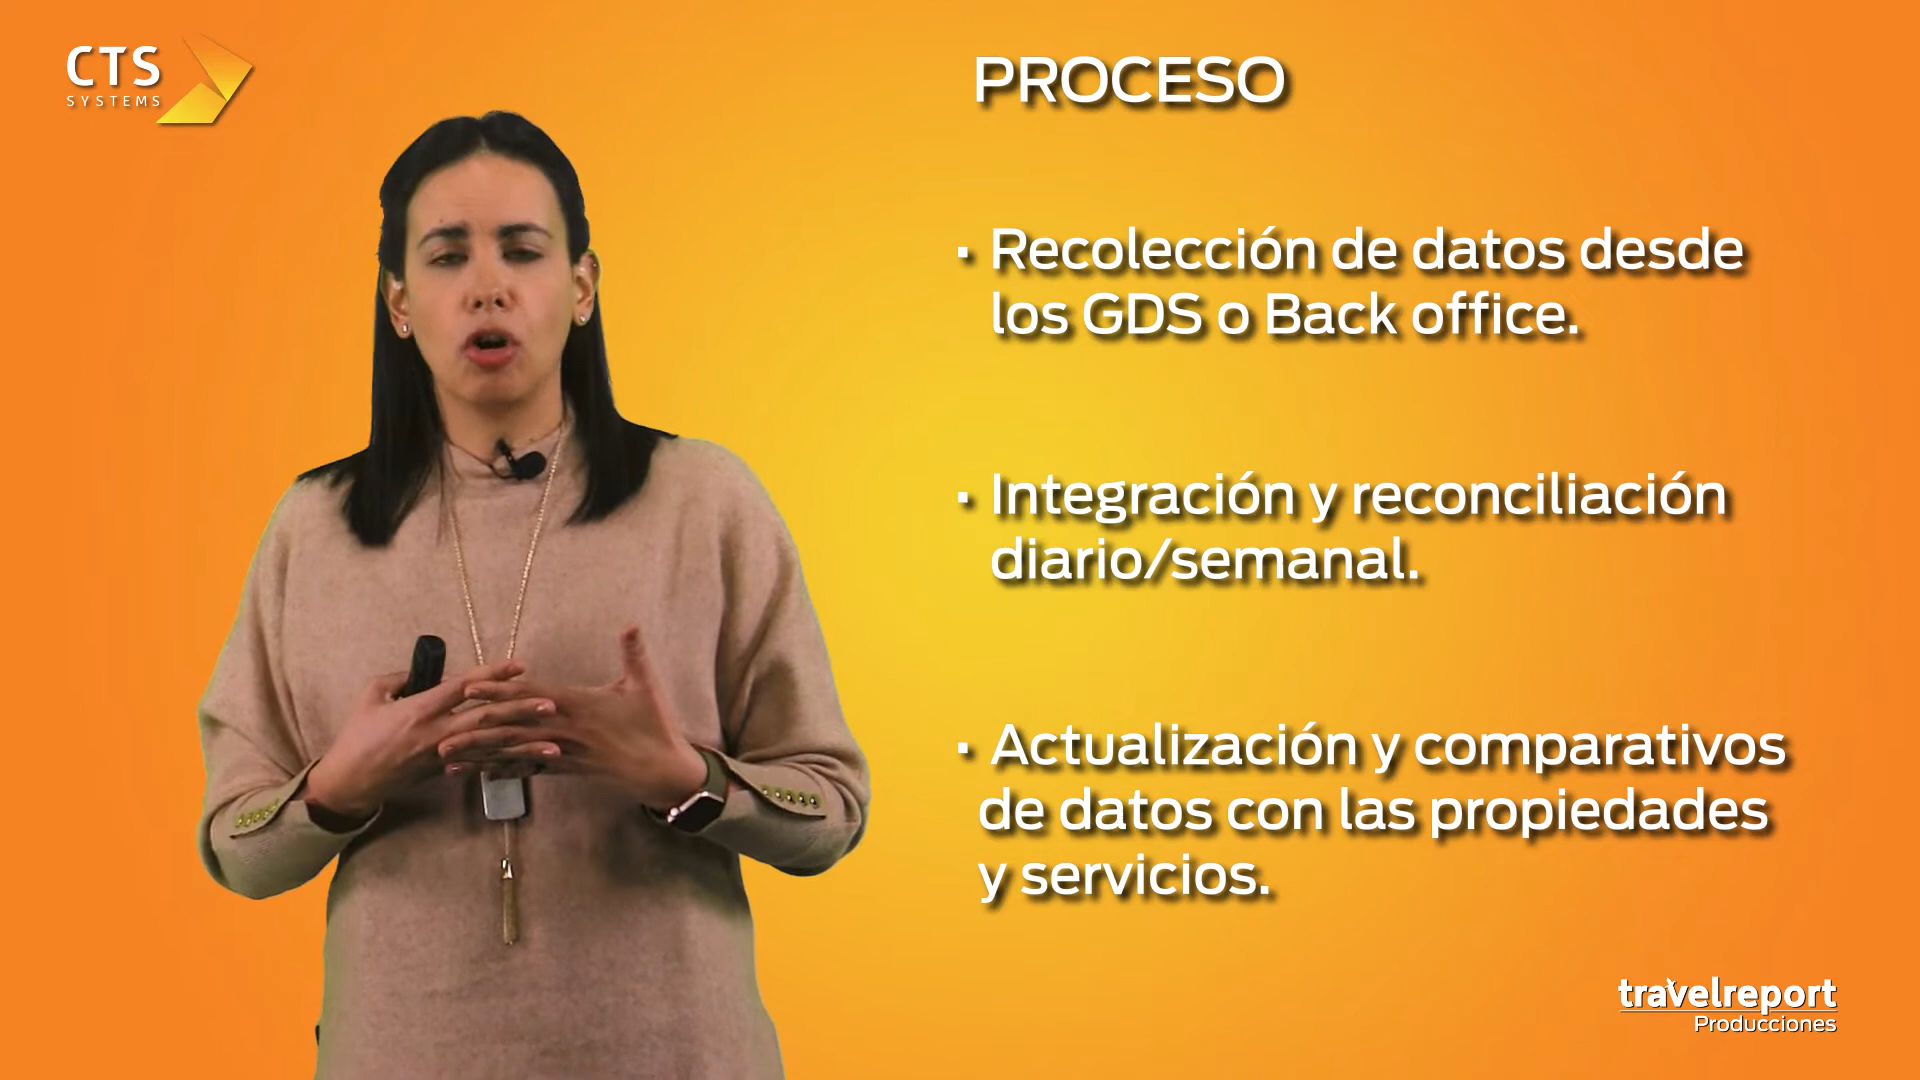 CTS
SYSTEMS
PROCESO
· Recolección de datos desde
los GDS o Back office.
· Integración y reconciliación
diario/semanal.
· Actualización y comparativos
de datos con las propiedades
y servicios.
travelreport
Producciones